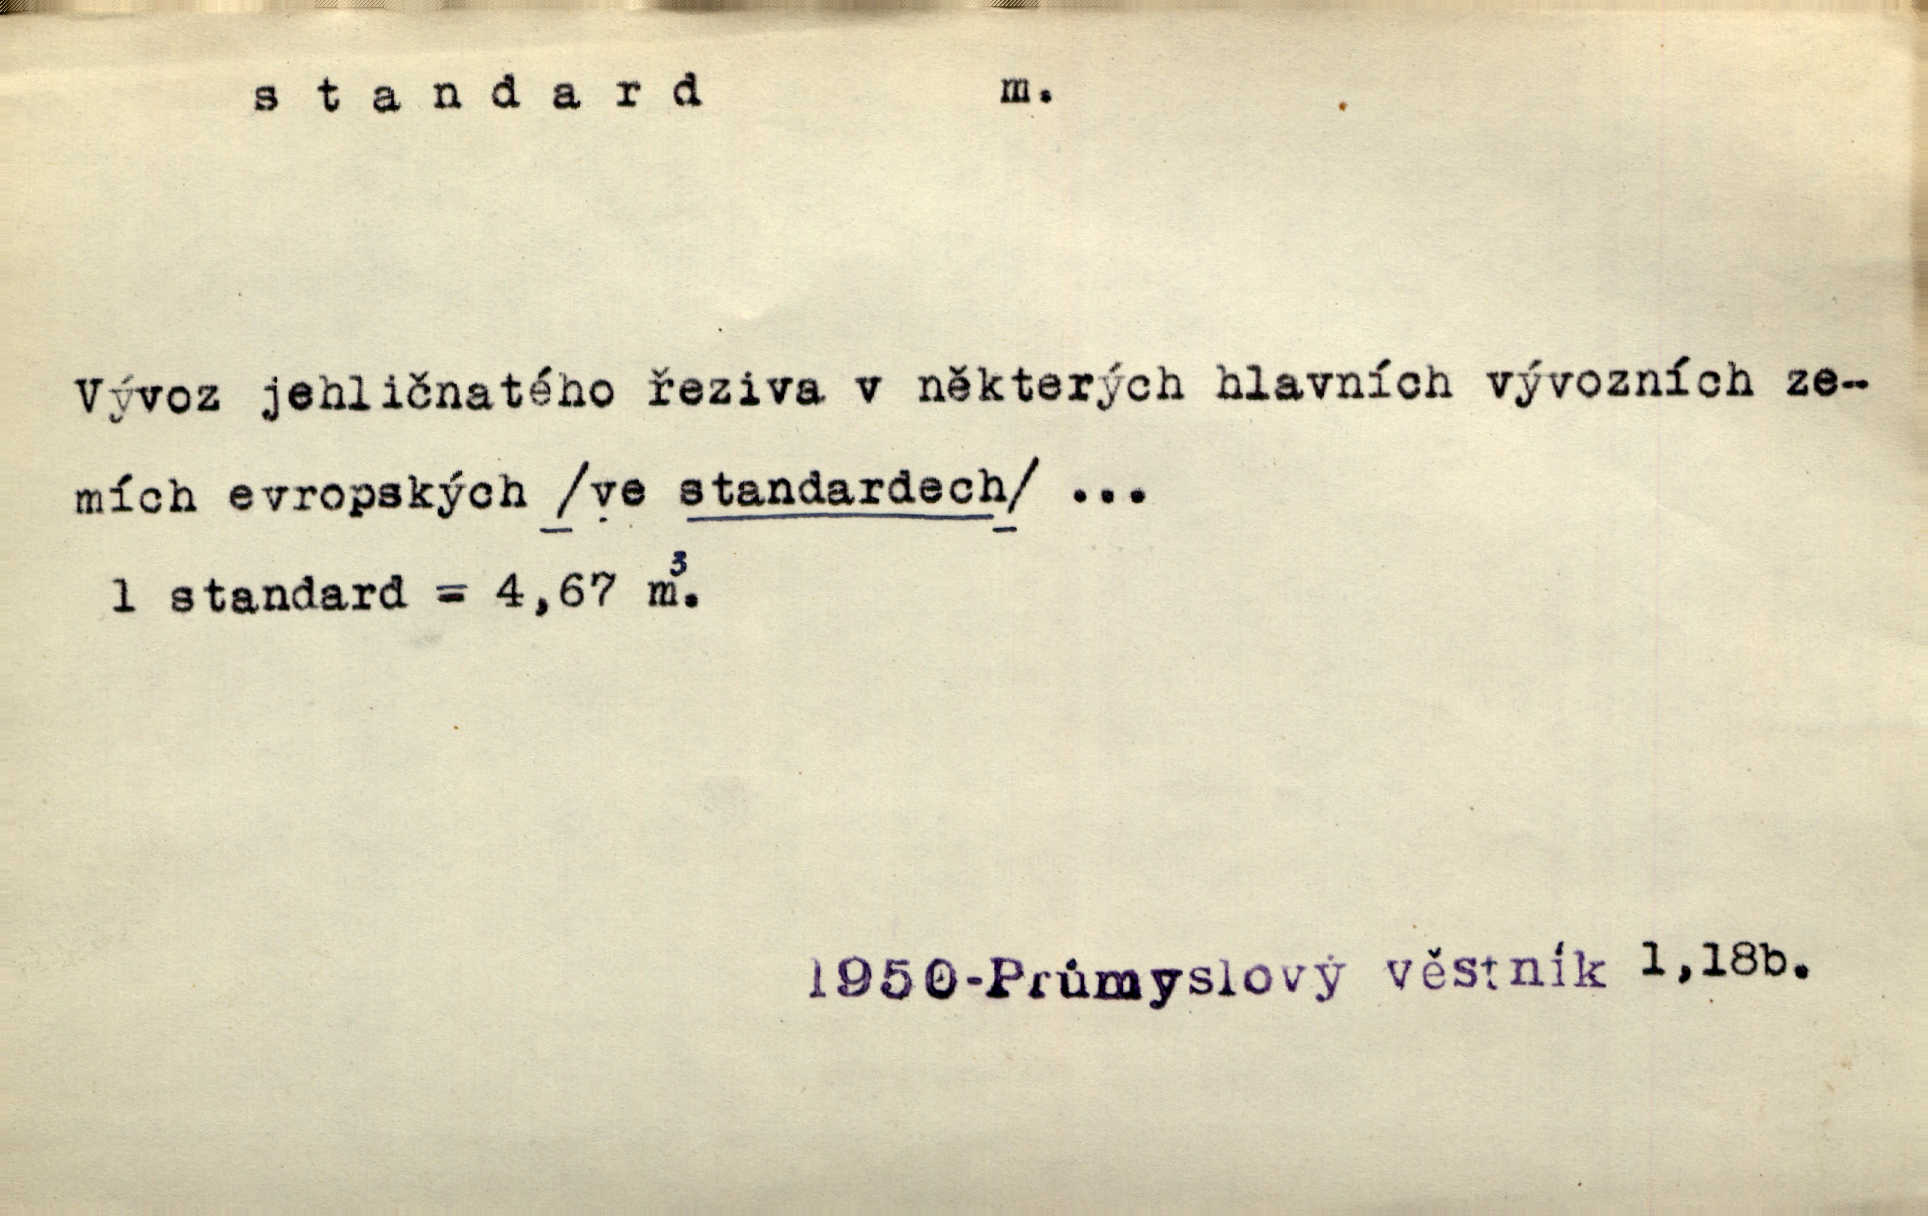 standard m.
Vývoz jehličnatého řeziva v některých hlavních vývozních ze-
mích evropských /ve standardech/ ...
1 standard = 4,67 m³.
1950-Průmyslový věstník 1,18b.